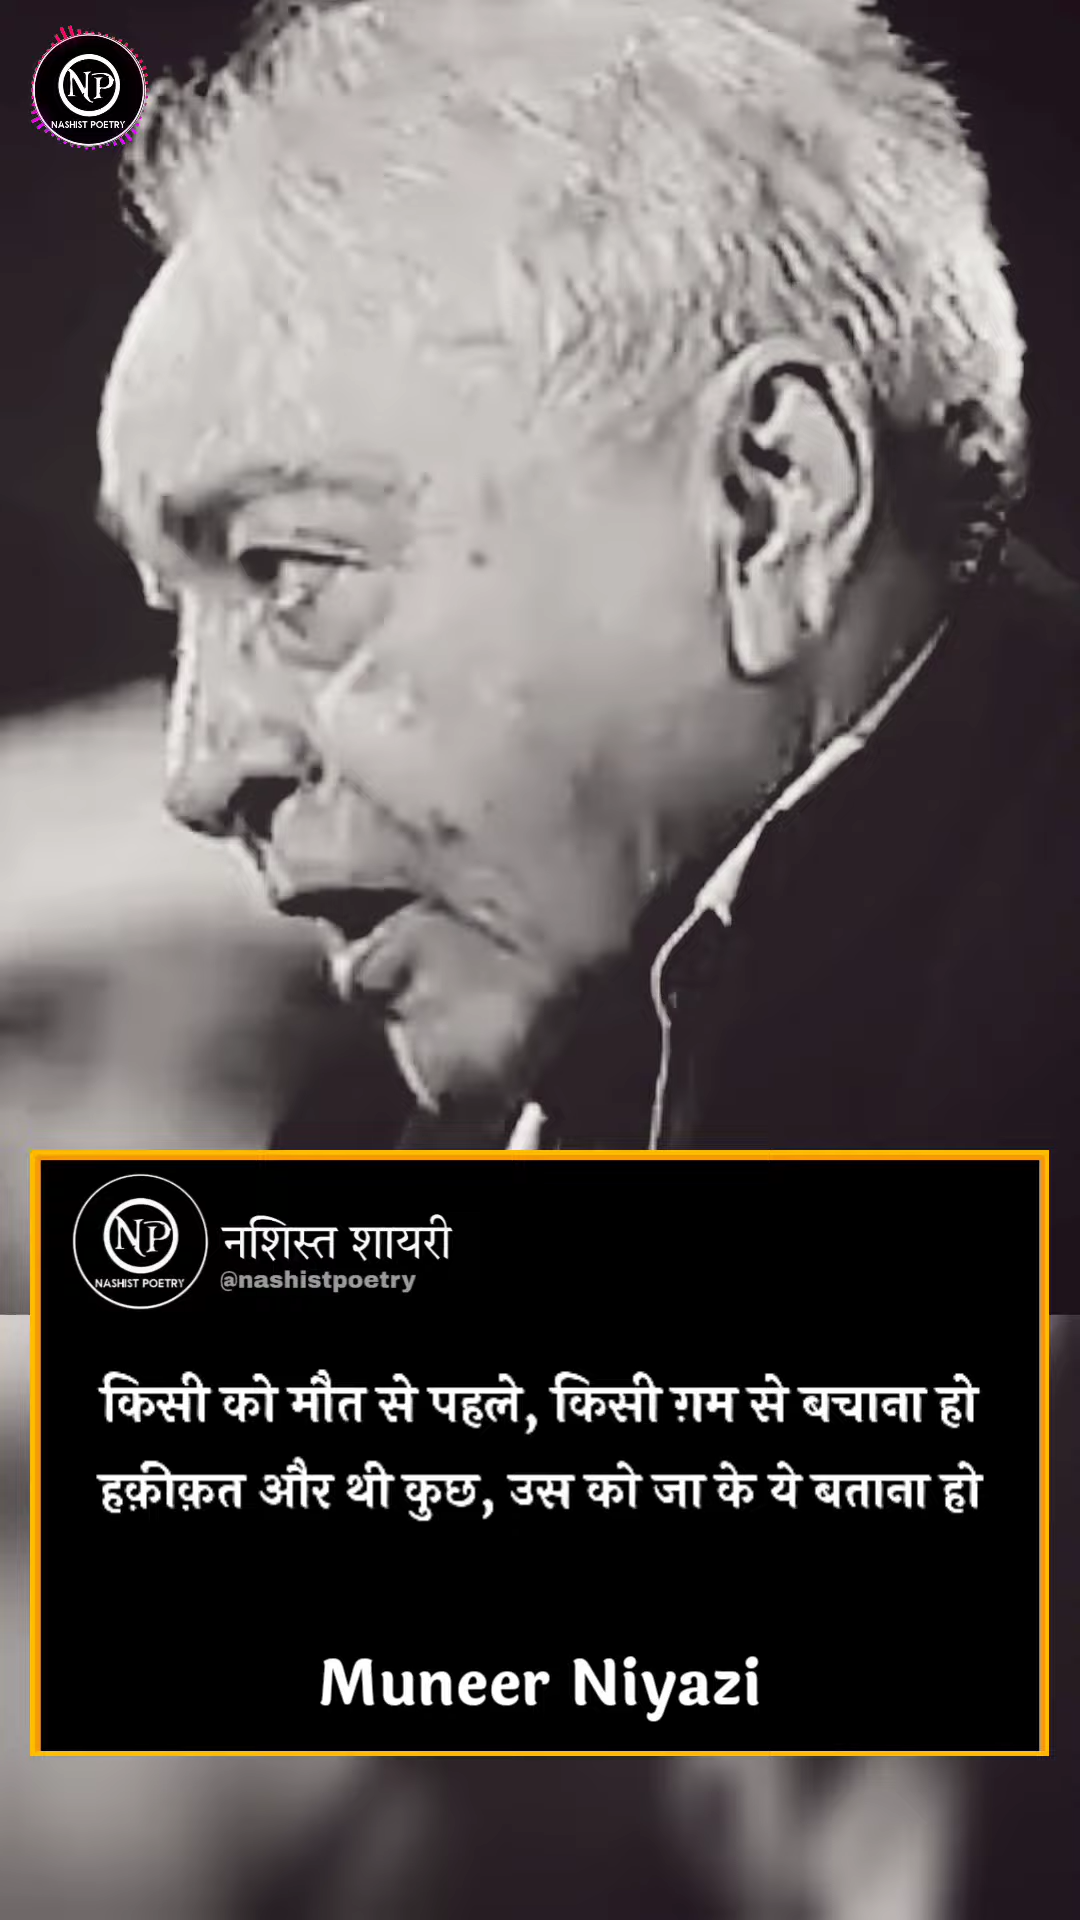 NP
NASHIST POETRY
NP
NASHIST POETRY
नशिस्त शायरी
@nashistpoetry
किसी को मौत से पहले, किसी ग़म से बचाना हो
हक़ीक़त और थी कुछ, उस को जा के ये बताना हो
Muneer Niyazi